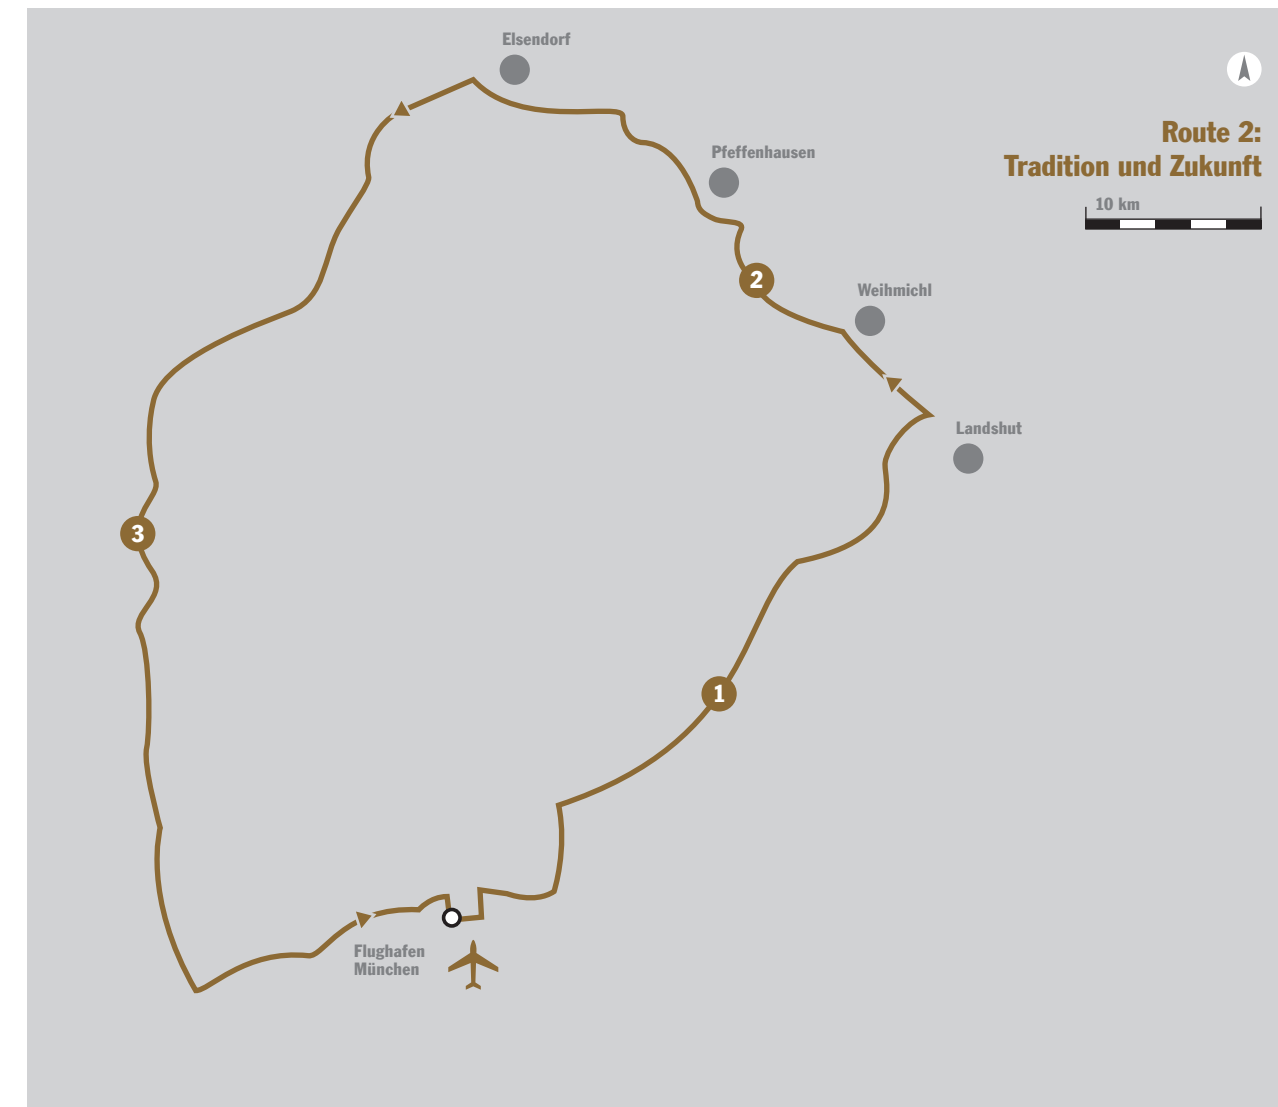 Elsendorf
Route 2:
Tradition und Zukunft
10 km
Pfeffenhausen
2
Weihmichl
Landshut
3
1
Flughafen
München